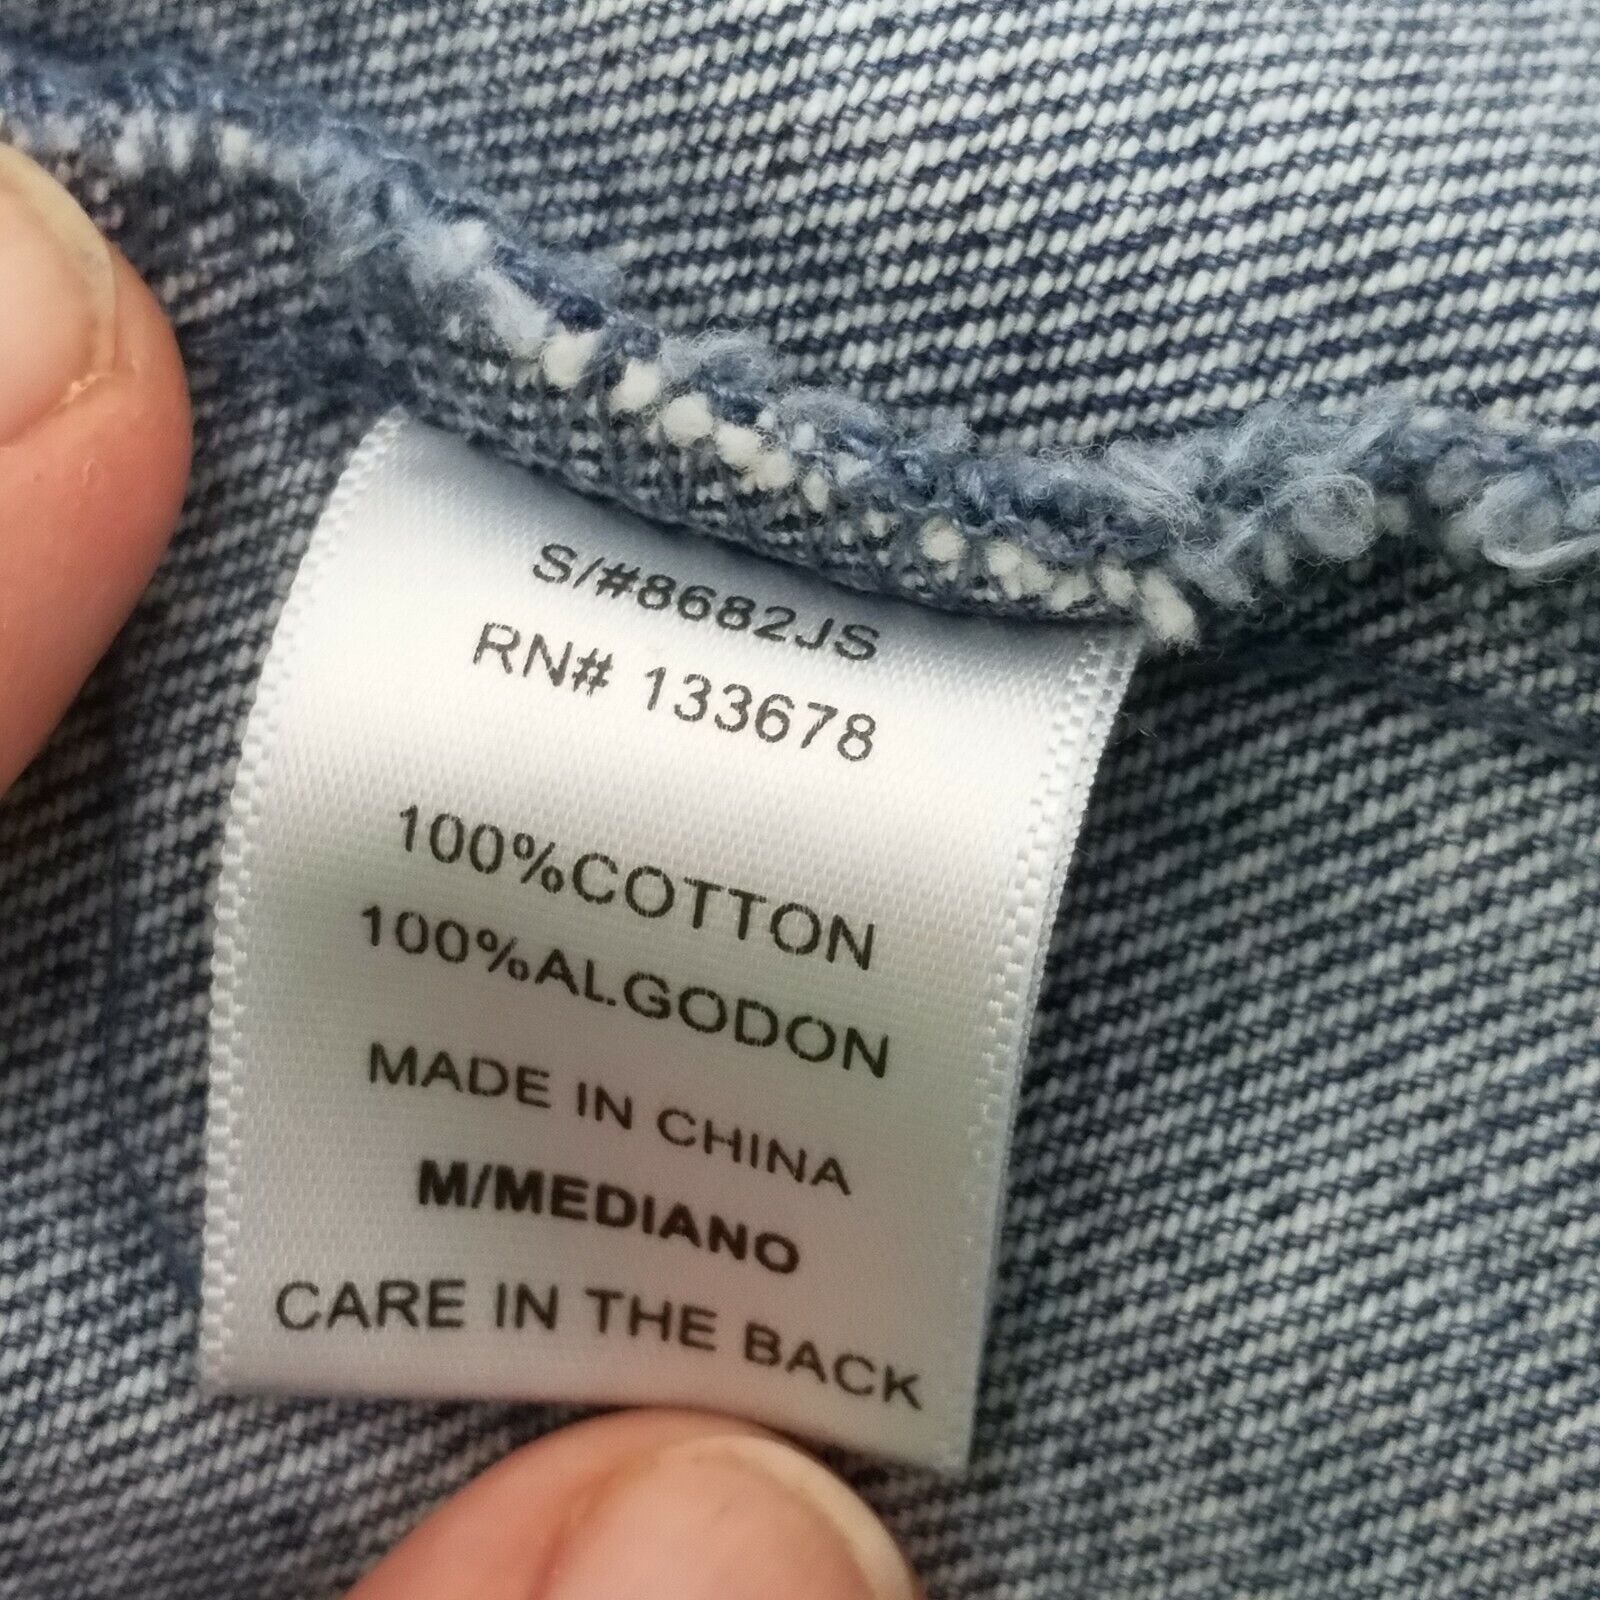 S/#8682JS
RN# 133678
100%COTTON
100%ALGODON
MADE IN CHINA
M/MEDIANO
CARE IN THE BACK